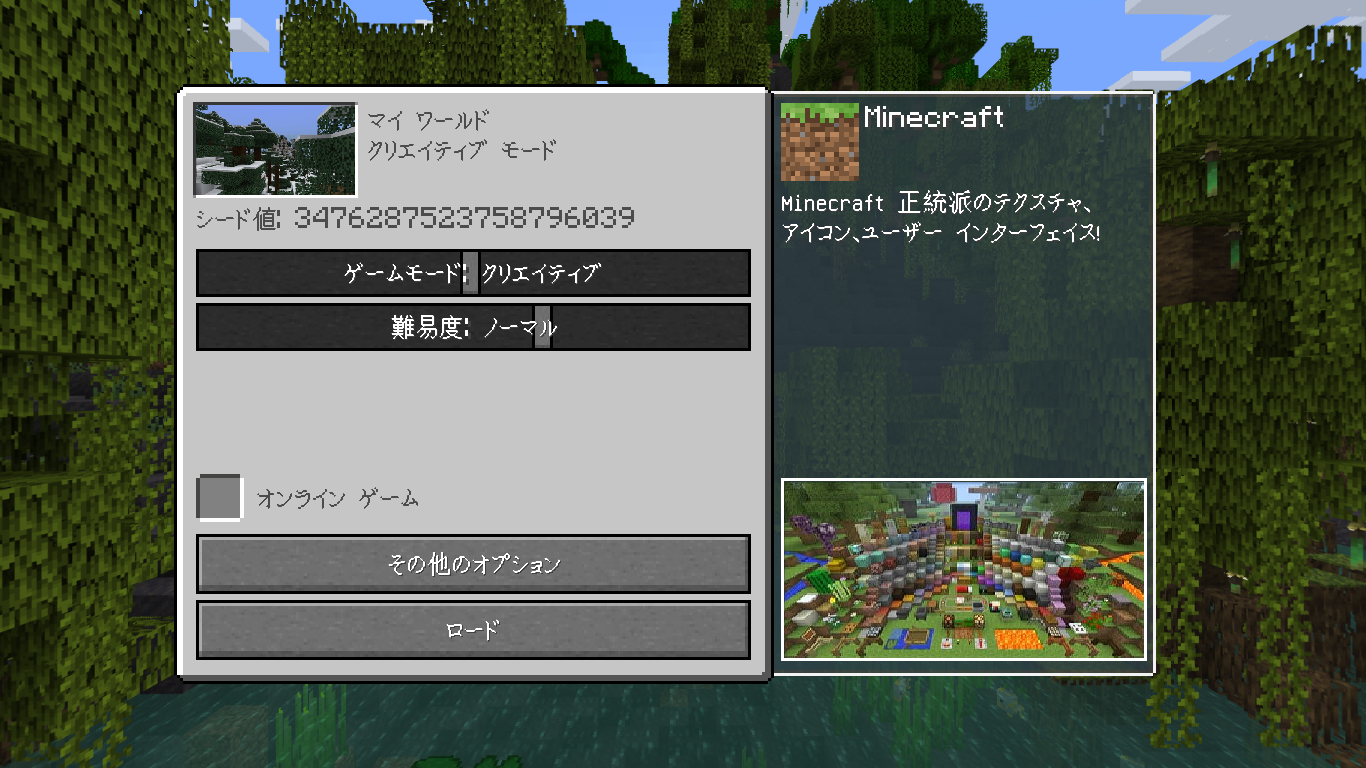 マイ ワールド
クリエイティブ モード
シード値: 3476287523758796039
ゲームモード: クリエイティブ
難易度: ノーマル
オンライン ゲーム
その他のオプション
ロード
Minecraft
Minecraft 正統派のテクスチャ、
アイコン、ユーザー インターフェイス!